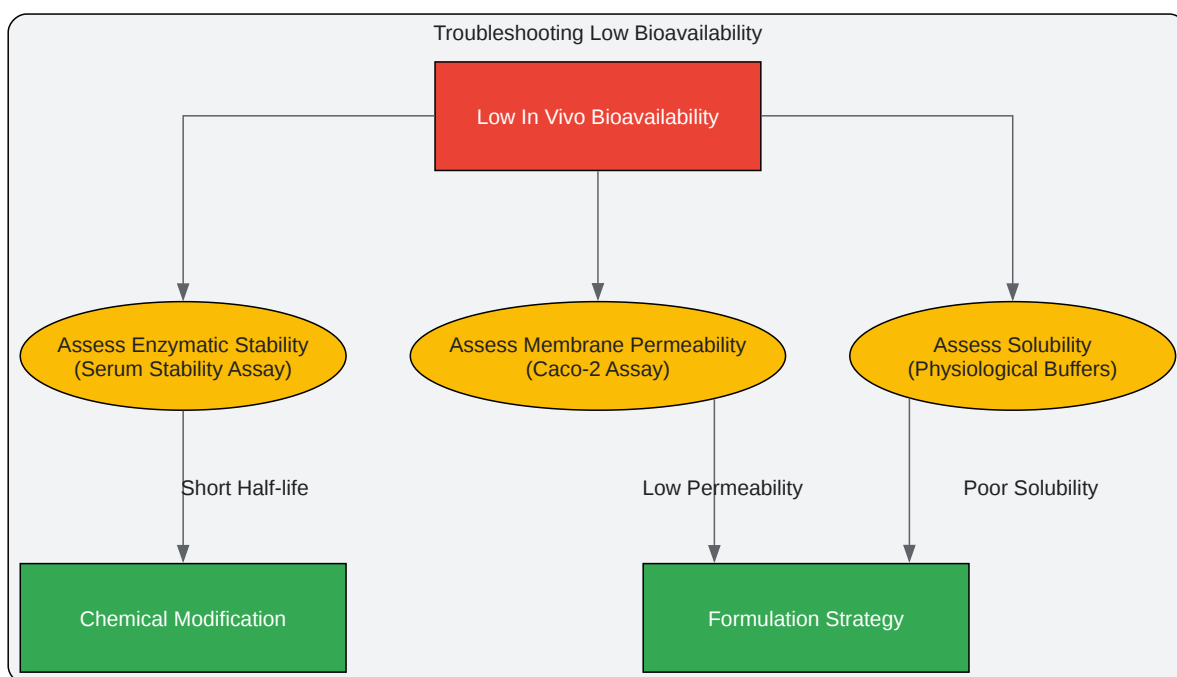 Troubleshooting Low Bioavailability
Low In Vivo Bioavailability
Assess Enzymatic Stability
(Serum Stability Assay)
Assess Membrane Permeability
(Caco-2 Assay)
Assess Solubility
(Physiological Buffers)
Short Half-life
Low Permeability
Poor Solubility
Chemical Modification
Formulation Strategy